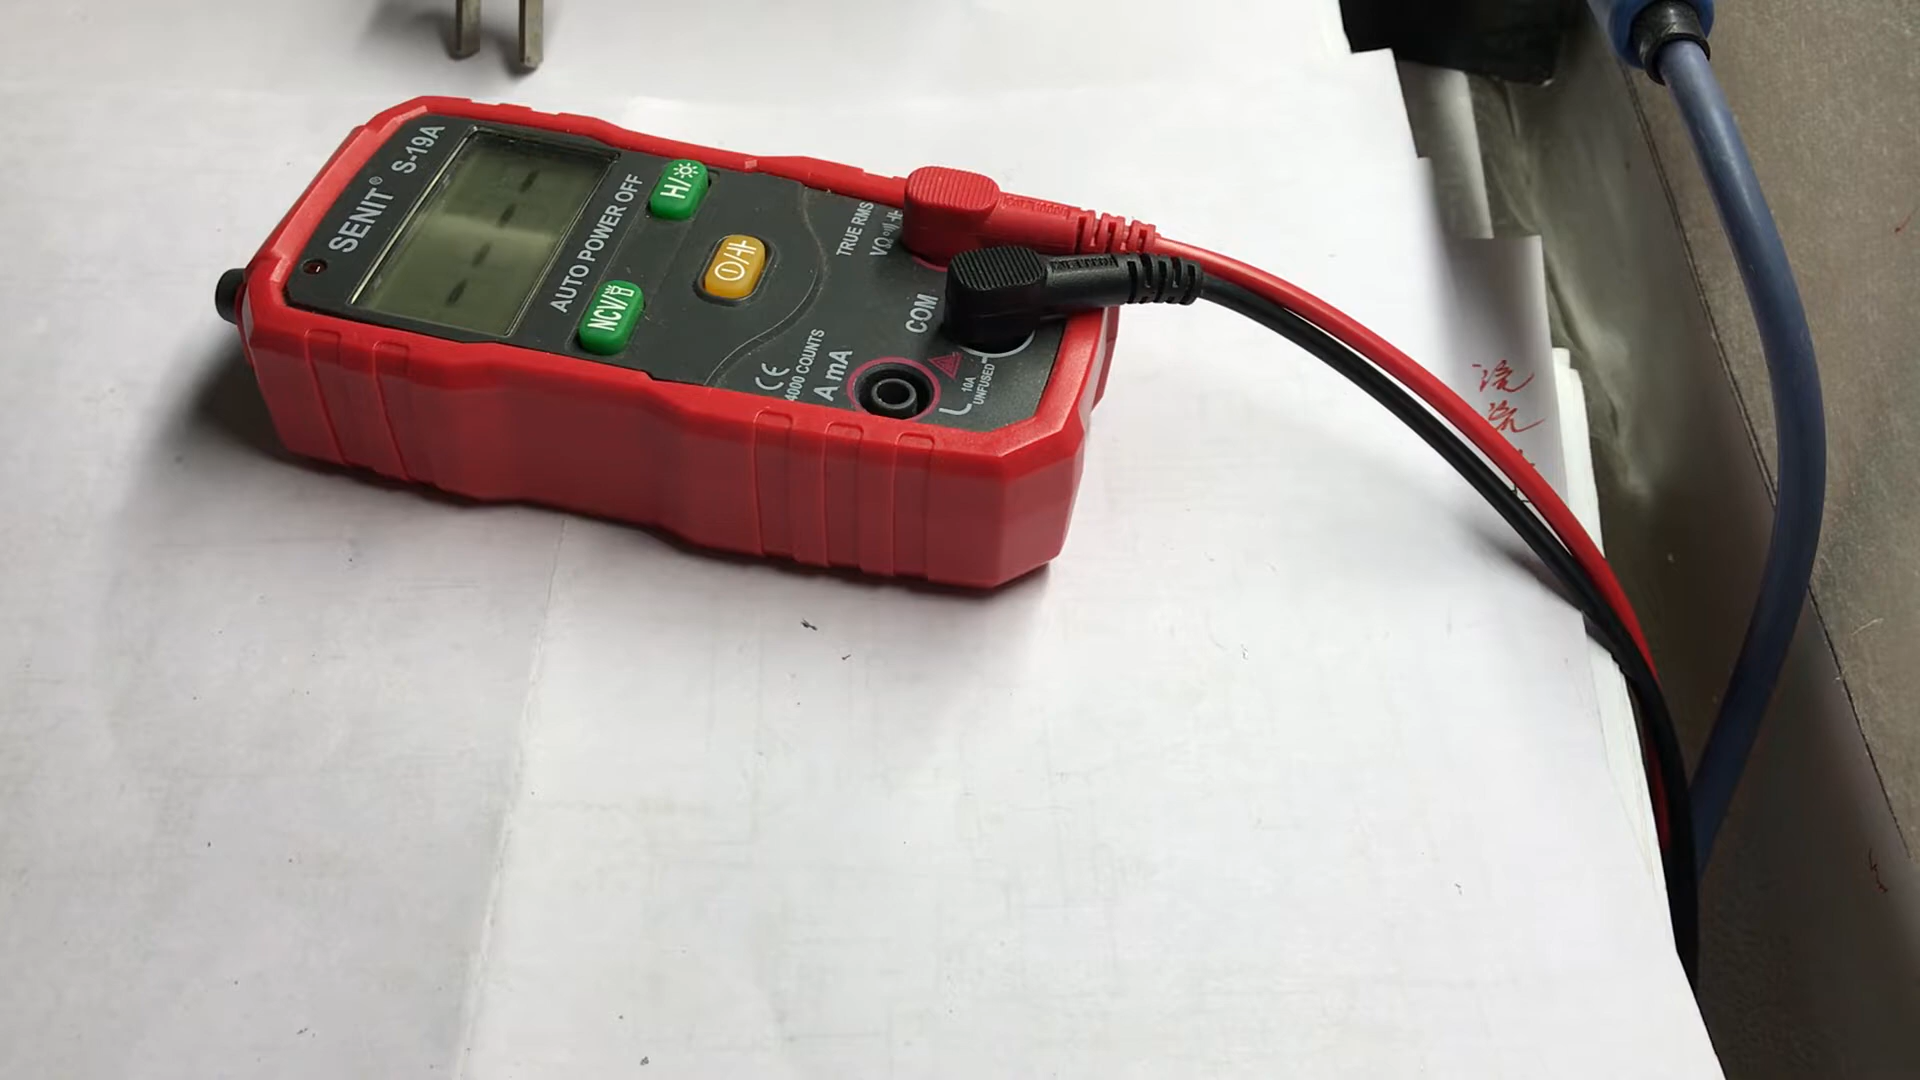 SENIT® S-19A
- - - -
AUTO POWER OFF
H/
NCV/
TRUE RMS
VΩ
COM
CE
4000 COUNTS
A mA
10A
UNFUSED